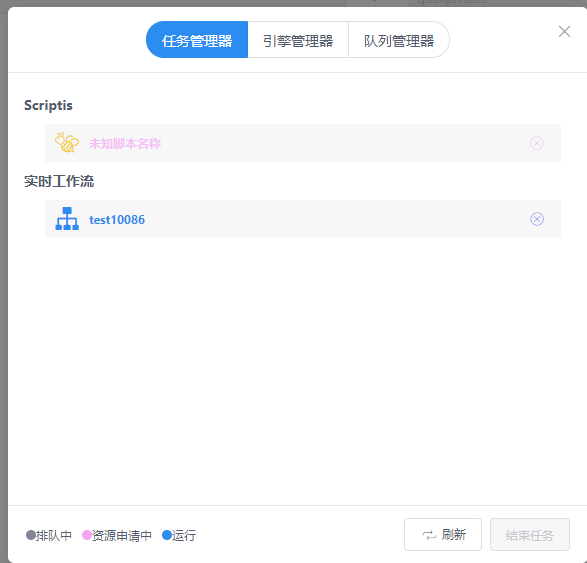 任务管理器 引擎管理器 队列管理器
Scriptis
未知脚本名称
实时工作流
test10086
排队中 资源申请中 运行 刷新 结束任务